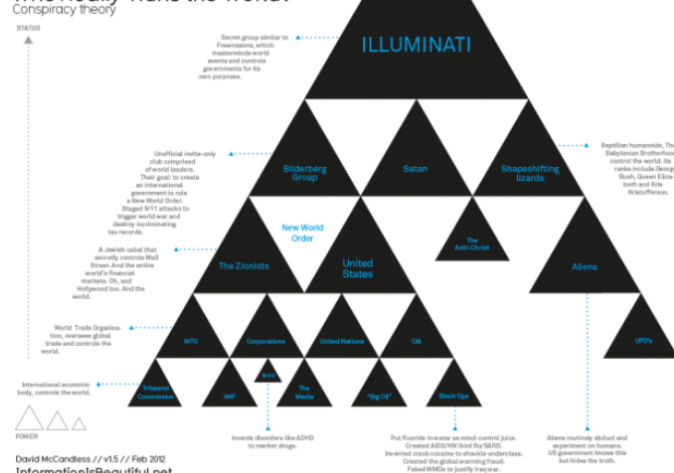 Conspiracy theory
STATUS
Secret group similar to
Freemasons, which
masterminds world
events and controls
governments for its
own purposes.
ILLUMINATI
Unofficial invite-only
club comprised
of world leaders.
Their goal: to create
an international
government to rule
a New World Order.
Staged 9/11 attacks to
trigger world war and
destroy incriminating
tax records.
Bilderberg
Group
Satan
Shapeshifting
lizards
Reptilian humanoids, The
Babylonian Brotherhood
control the world. Its
ranks include George
Bush, Queen Eliza-
beth and Kris
Kristofferson.
New World
Order
The
Anti-Christ
A Jewish cabal that
secretly controls Wall
Street. And the entire
world's financial
markets. Oh, and
Hollywood too. And the
world.
The Zionists
United
States
Aliens
World Trade Organisa-
tion, oversees global
trade and controls the
world.
WTO
Corporations
United Nations
CIA
UFO's
International economic
body, controls the world.
Trilateral
Commission
IMF
The
Media
"Big Oil"
Black Ops
POWER
Invents disorders like ADHD
to market drugs.
Put fluoride in water as mind-control juice.
Created AIDS/HIV/bird flu/SARS.
Invented crack cocaine to shackle underclass.
Created the global warming fraud.
Faked WMDs to justify Iraq war.
Aliens routinely abduct and
experiment on humans.
US government knows this
but hides the truth.
David McCandless // v1.5 // Feb 2012
InformationIsBeautiful.net